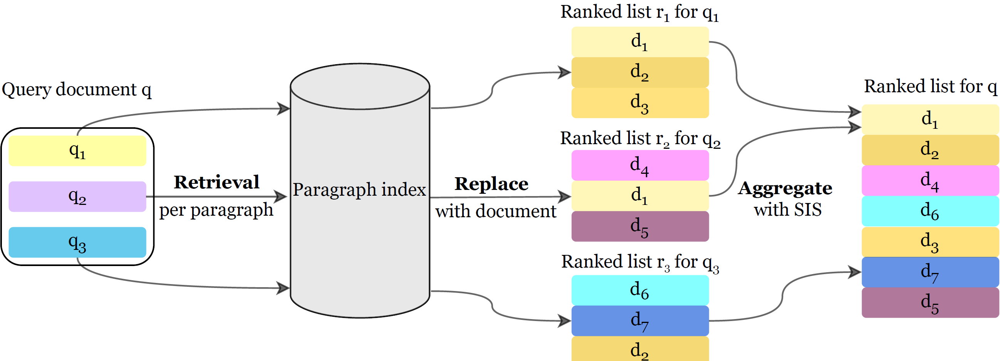 Query document q
q₁
q₂
q₃
Retrieval
per paragraph
Paragraph index
Replace
with document
Ranked list r₁ for q₁
d₁
d₂
d₃
Ranked list r₂ for q₂
d₄
d₁
d₅
Ranked list r₃ for q₃
d₆
d₇
d₂
Aggregate
with SIS
Ranked list for q
d₁
d₂
d₄
d₆
d₃
d₇
d₅